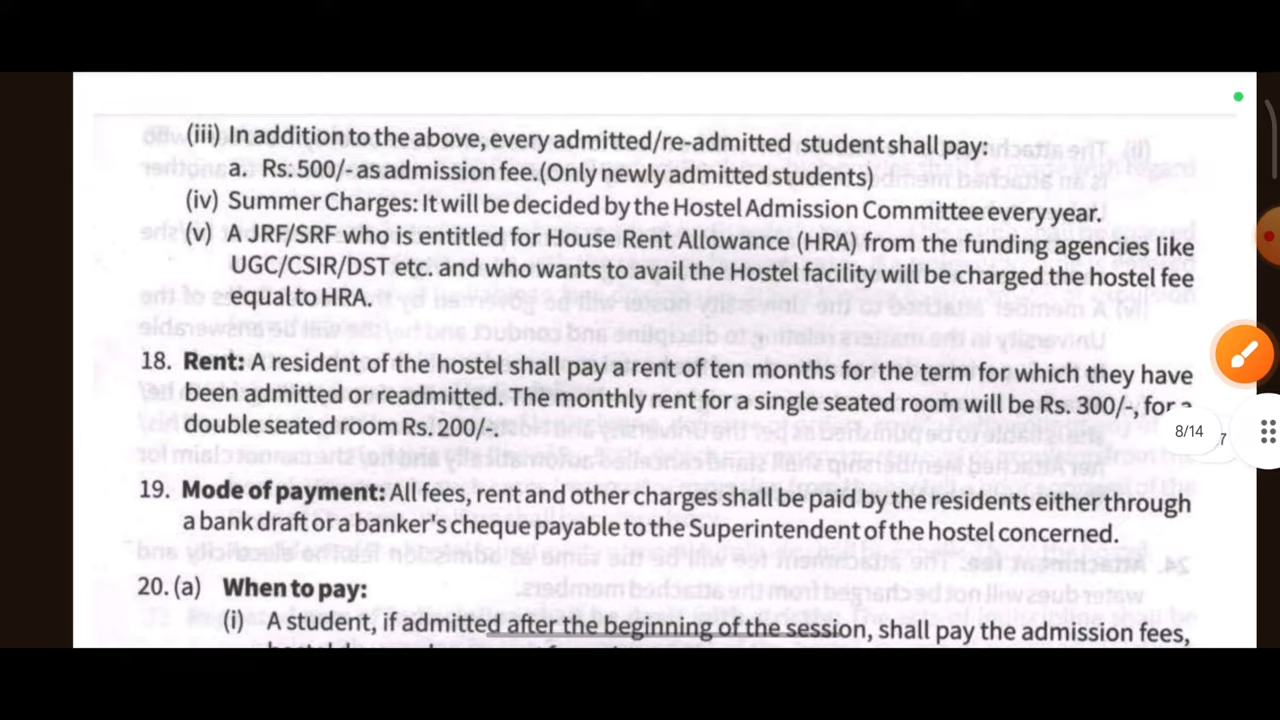 (iii) In addition to the above, every admitted/re-admitted student shall pay:
a. Rs. 500/- as admission fee.(Only newly admitted students)
(iv) Summer Charges: It will be decided by the Hostel Admission Committee every year.
(v) A JRF/SRF who is entitled for House Rent Allowance (HRA) from the funding agencies like
UGC/CSIR/DST etc. and who wants to avail the Hostel facility will be charged the hostel fee
equal to HRA.
18. Rent: A resident of the hostel shall pay a rent of ten months for the term for which they have
been admitted or readmitted. The monthly rent for a single seated room will be Rs. 300/-, for a
double seated room Rs. 200/-.
8/14
19. Mode of payment: All fees, rent and other charges shall be paid by the residents either through
a bank draft or a banker's cheque payable to the Superintendent of the hostel concerned.
20. (a) When to pay:
(i) A student, if admitted after the beginning of the session, shall pay the admission fees,